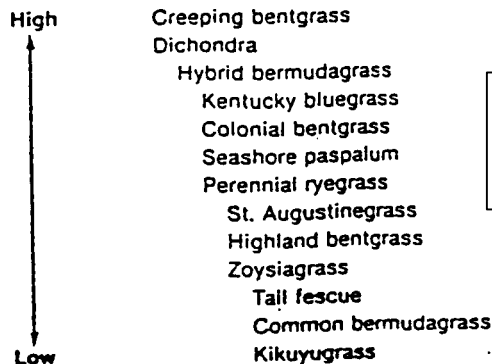 High
Creeping bentgrass
Dichondra
Hybrid bermudagrass
Kentucky bluegrass
Colonial bentgrass
Seashore paspalum
Perennial ryegrass
St. Augustinegrass
Highland bentgrass
Zoysiagrass
Tall fescue
Common bermudagrass
Low
Kikuyugrass